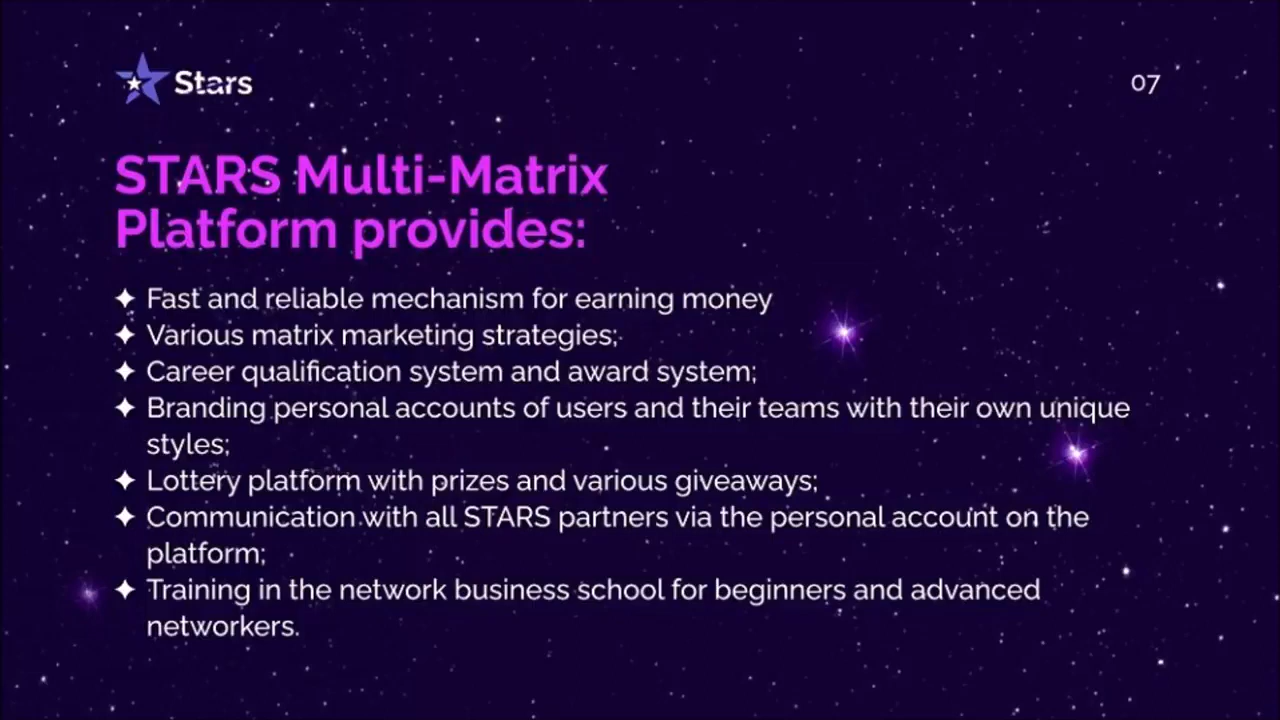 Stars
07
STARS Multi-Matrix
Platform provides:
✦ Fast and reliable mechanism for earning money
✦ Various matrix marketing strategies;
✦ Career qualification system and award system;
✦ Branding personal accounts of users and their teams with their own unique
styles;
✦ Lottery platform with prizes and various giveaways;
✦ Communication with all STARS partners via the personal account on the
platform;
✦ Training in the network business school for beginners and advanced
networkers.